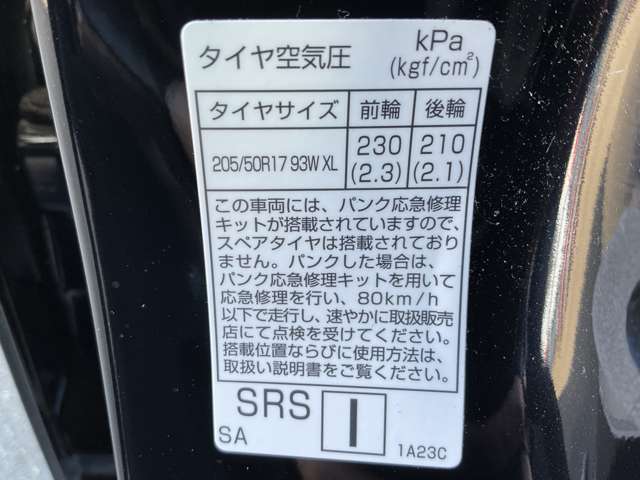 タイヤ空気圧 kPa
(kgf/cm²)
タイヤサイズ 前輪 後輪
205/50R17 93W XL 230 210
(2.3) (2.1)
この車両には、パンク応急修理
キットが搭載されていますので、
スペアタイヤは搭載されており
ません。パンクした場合は、
パンク応急修理キットを用いて
応急修理を行い、80km/h
以下で走行し、速やかに取扱販売
店にて点検を受けてください。
搭載位置ならびに使用方法は、
取扱い説明書をご覧ください。
SRS I
SA 1A23C